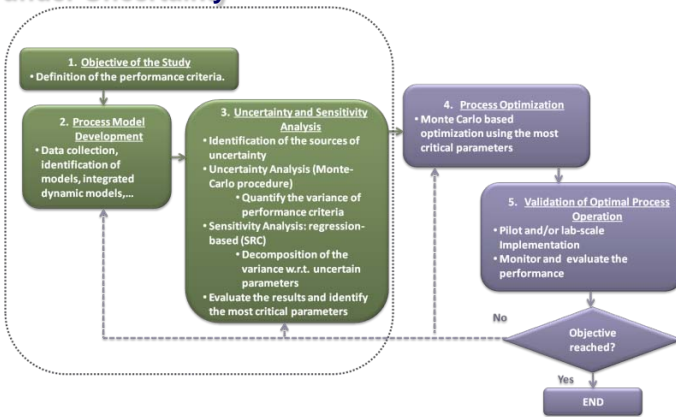 under Uncertainty
1. Objective of the Study
• Definition of the performance criteria.
2. Process Model
Development
• Data collection,
identification of
models, integrated
dynamic models,...
3. Uncertainty and Sensitivity
Analysis
• Identification of the sources of
uncertainty
• Uncertainty Analysis (Monte-
Carlo procedure)
• Quantify the variance of
performance criteria
• Sensitivity Analysis: regression-
based (SRC)
• Decomposition of the
variance w.r.t. uncertain
parameters
• Evaluate the results and identify
the most critical parameters
4. Process Optimization
• Monte Carlo based
optimization using the most
critical parameters
5. Validation of Optimal Process
Operation
• Pilot and/or lab-scale
Implementation
• Monitor and evaluate the
performance
No
Objective
reached?
Yes
END